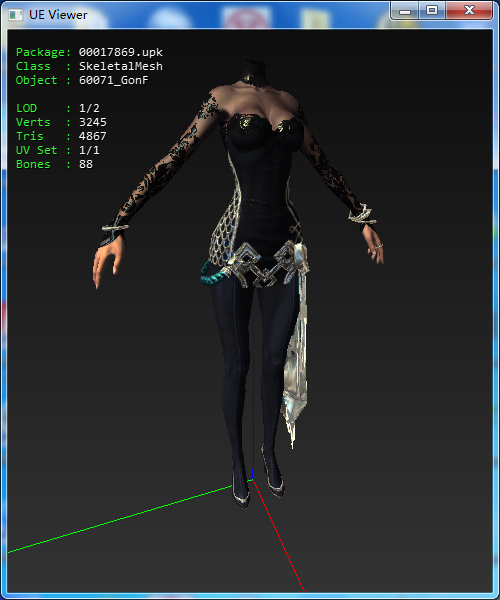 UE Viewer
Package: 00017869.upk
Class : SkeletalMesh
Object : 60071_GonF
LOD : 1/2
Verts : 3245
Tris : 4867
UV Set : 1/1
Bones : 88